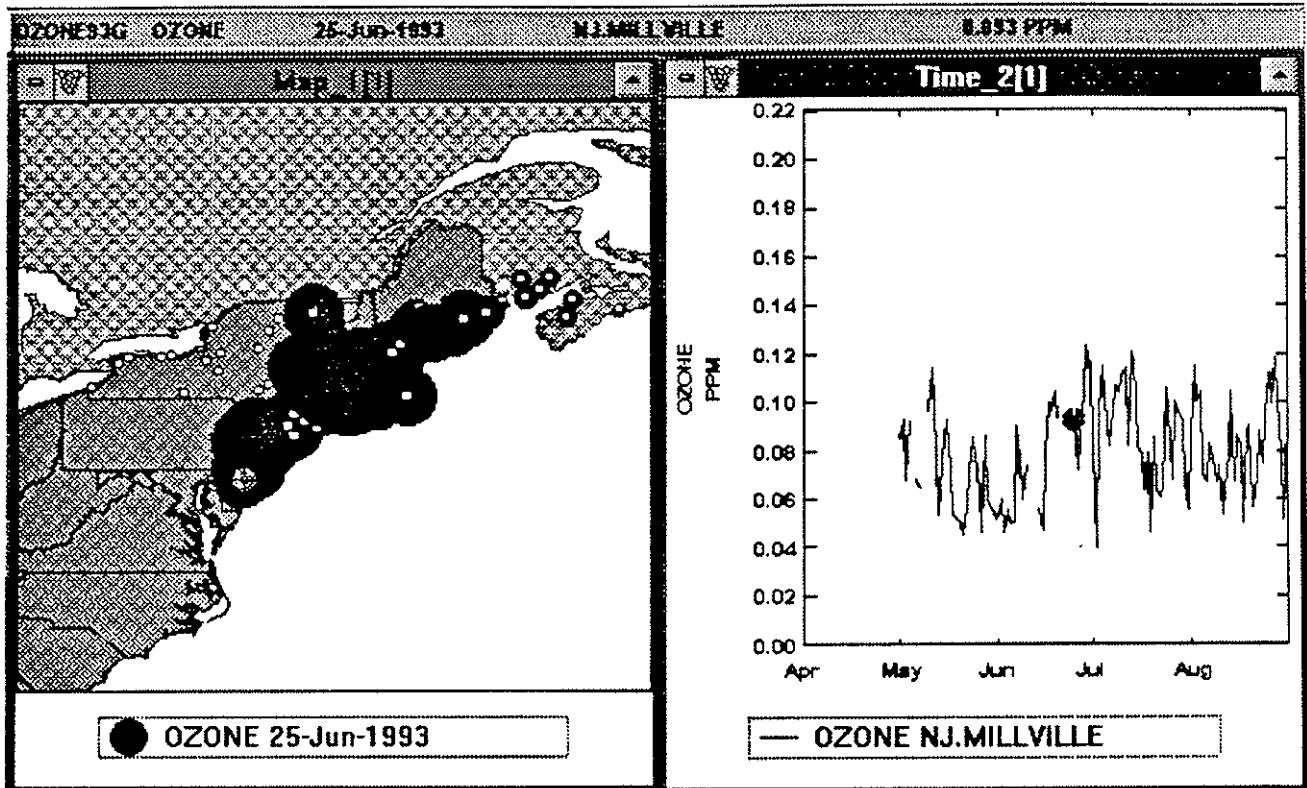 OZONE93G OZONE 25-Jun-1993 NJ.MILLVILLE 0.093 PPM
Map_1[1]
Time_2[1]
0.22
0.20
0.18
0.16
0.14
0.12
0.10
0.08
0.06
0.04
0.02
0.00
OZONE
PPM
Apr May Jun Jul Aug
OZONE 25-Jun-1993
OZONE NJ.MILLVILLE